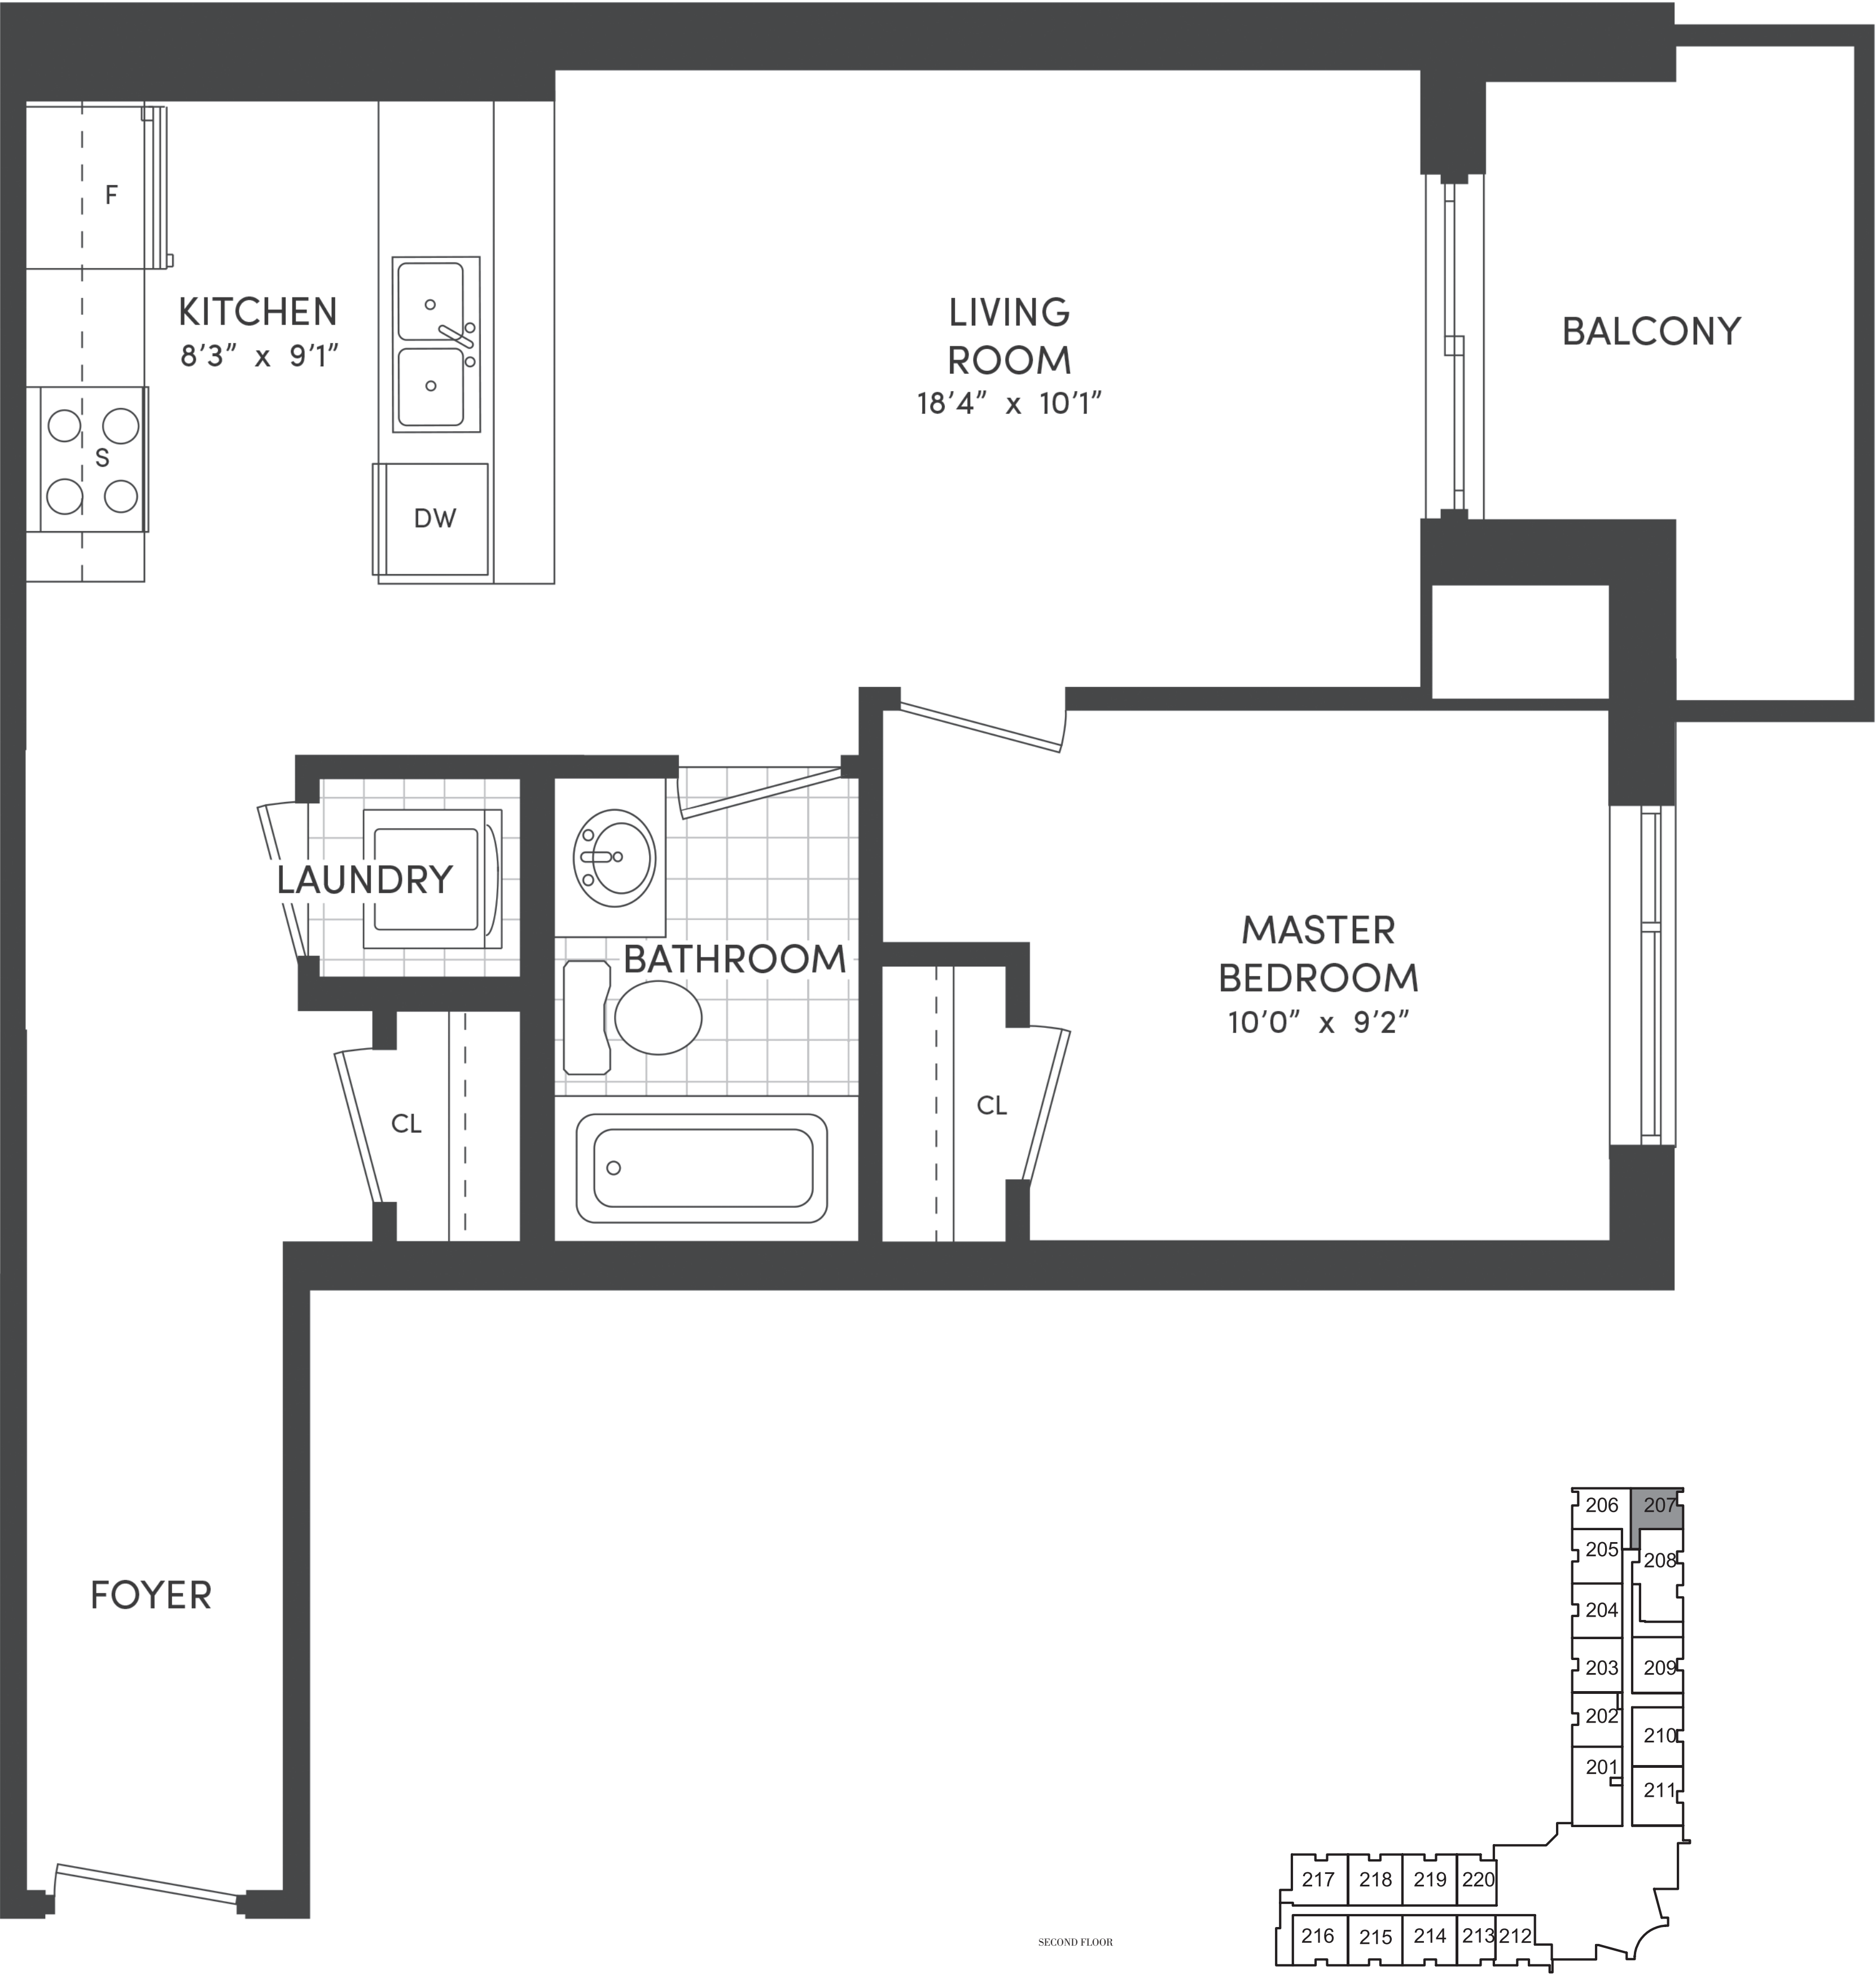 F
KITCHEN
8’3” x 9’1”
S
DW
LIVING
ROOM
18’4” x 10’1”
BALCONY
LAUNDRY
BATHROOM
MASTER
BEDROOM
10’0” x 9’2”
CL
CL
FOYER
206
207
205
208
204
203
209
202
210
201
211
217
218
219
220
216
215
214
213
212
SECOND FLOOR